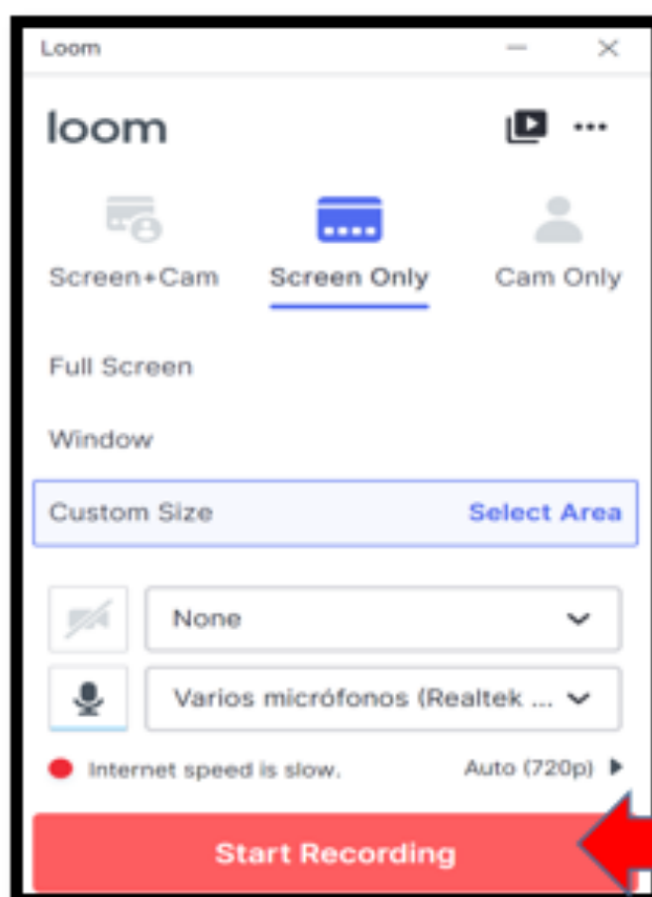 Loom
loom
Screen+Cam Screen Only Cam Only
Full Screen
Window
Custom Size Select Area
None
Varios micrófonos (Realtek ...
Internet speed is slow. Auto (720p)
Start Recording